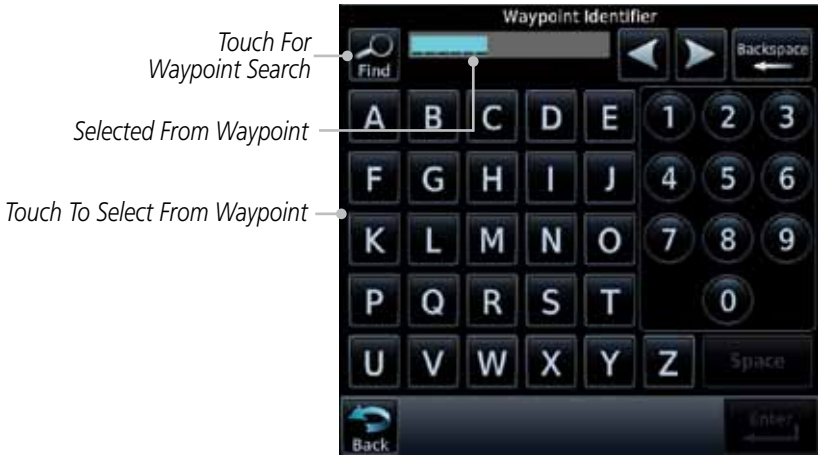 Waypoint Identifier
Touch For
Waypoint Search
Find
Backspace
Selected From Waypoint
A B C D E 1 2 3
F G H I J 4 5 6
Touch To Select From Waypoint
K L M N O 7 8 9
P Q R S T 0
U V W X Y Z Space
Back
Enter